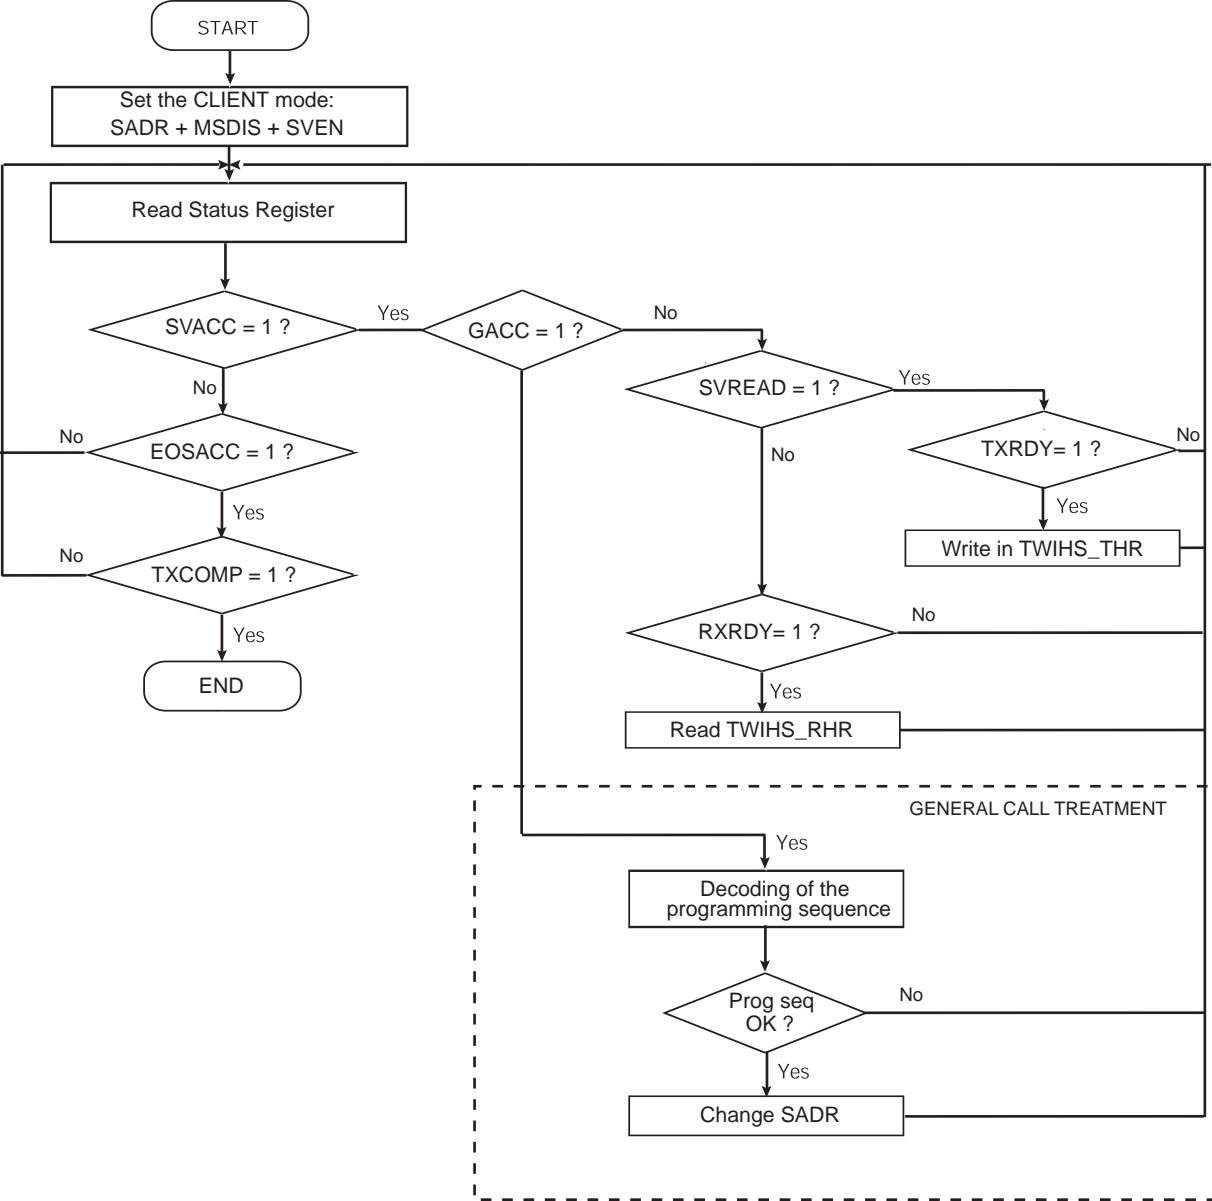 START
Set the CLIENT mode:
SADR + MSDIS + SVEN
Read Status Register
SVACC = 1 ?
Yes
GACC = 1 ?
No
No
SVREAD = 1 ?
Yes
EOSACC = 1 ?
No
Yes
No
TXRDY= 1 ?
No
Yes
Write in TWIHS_THR
TXCOMP = 1 ?
No
Yes
END
RXRDY= 1 ?
No
Yes
Read TWIHS_RHR
GENERAL CALL TREATMENT
Yes
Decoding of the
programming sequence
Prog seq
OK ?
No
Yes
Change SADR